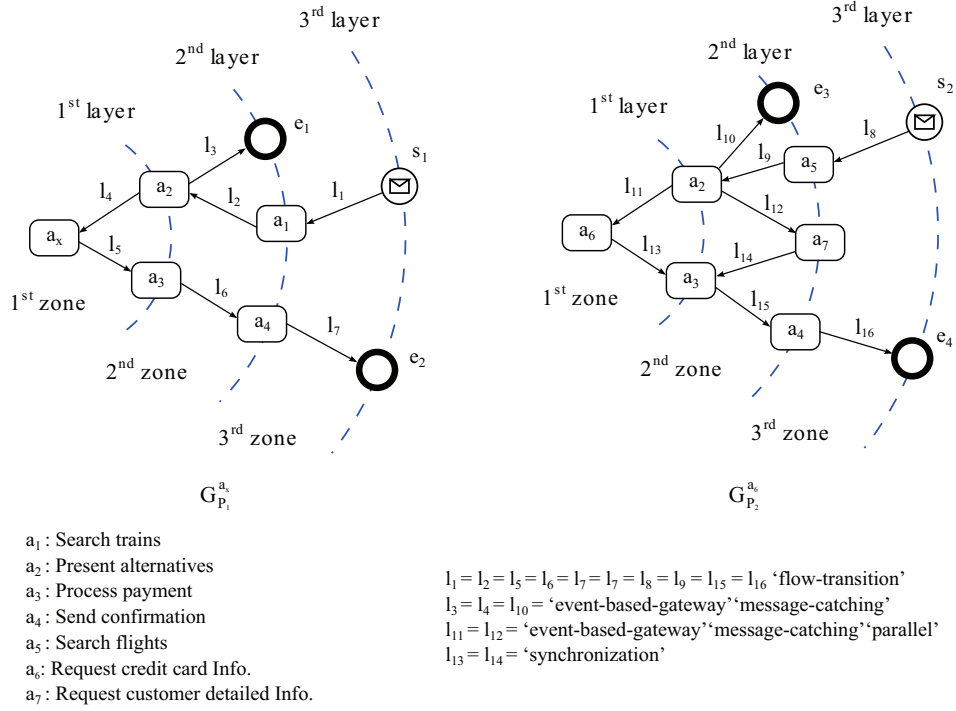 3rd layer
2nd layer
1st layer
e1
s1
l3
l1
l4
a2
l2
a1
ax
l5
a3
l6
a4
l7
e2
1st zone
2nd zone
3rd zone
G P1 ax
3rd layer
2nd layer
1st layer
e3
s2
l10
l8
l9
a5
a2
l11
l12
a6
a7
l13
l14
a3
l15
a4
l16
e4
1st zone
2nd zone
3rd zone
G P2 a6
a1 : Search trains
a2 : Present alternatives
a3 : Process payment
a4 : Send confirmation
a5 : Search flights
a6: Request credit card Info.
a7 : Request customer detailed Info.
l1 = l2 = l5 = l6 = l7 = l7 = l8 = l9 = l15 = l16 ‘flow-transition’
l3 = l4 = l10 = ‘event-based-gateway’‘message-catching’
l11 = l12 = ‘event-based-gateway’‘message-catching’‘parallel’
l13 = l14 = ‘synchronization’